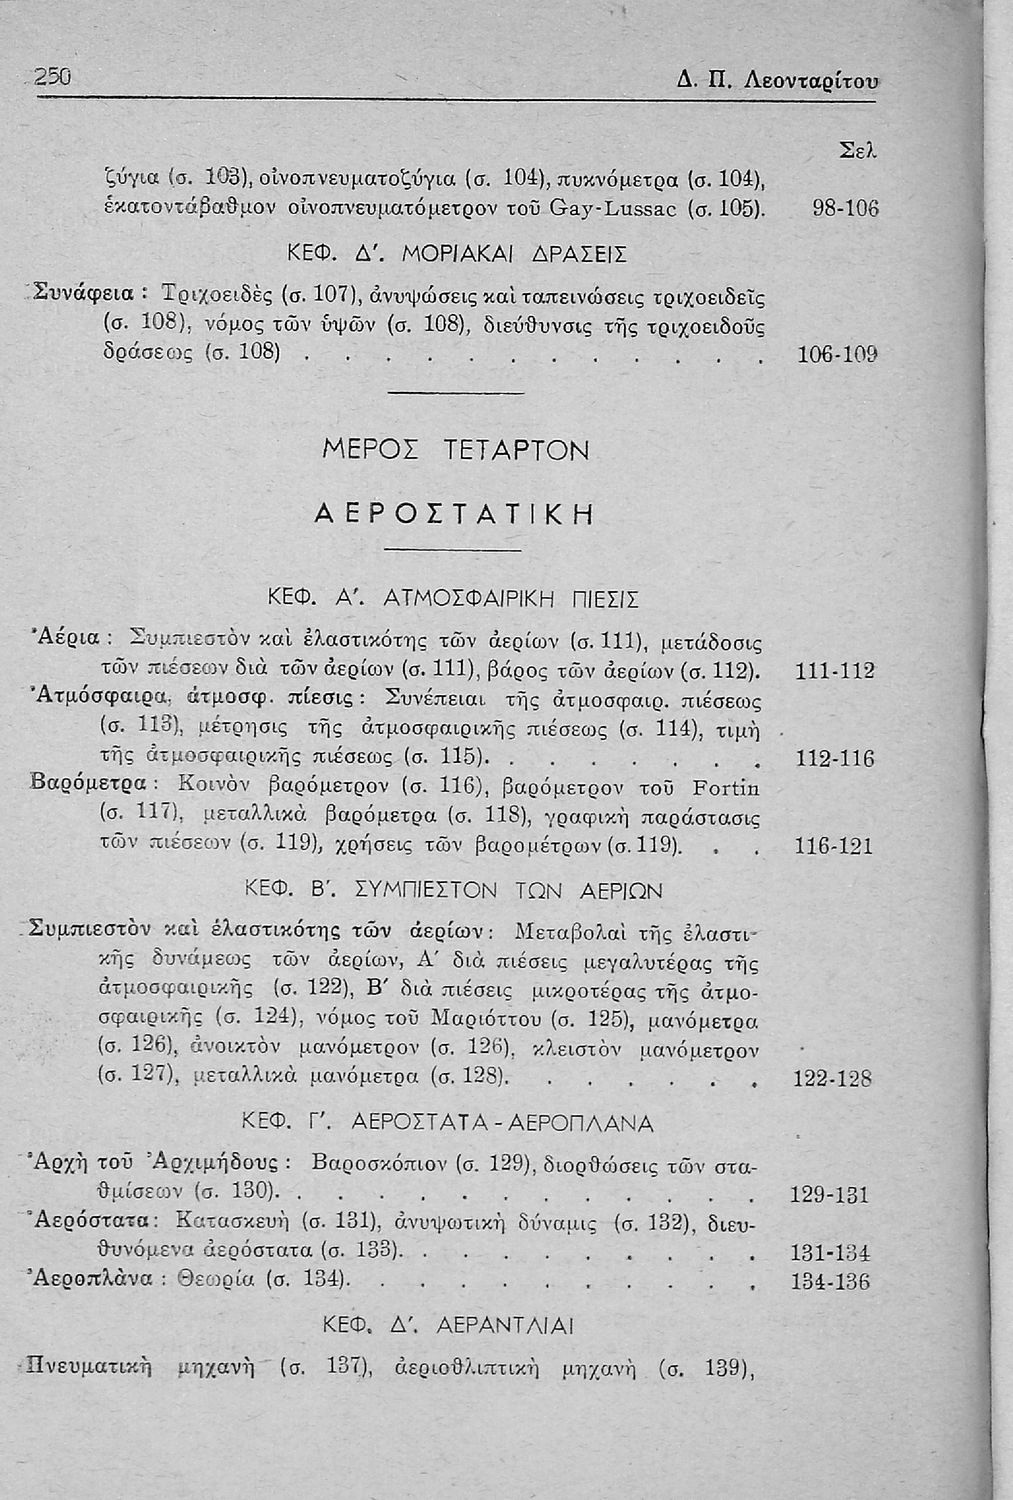 250 Δ. Π. Λεονταρίτου
Σελ
ζύγια (σ. 103), οἰνοπνευματοζύγια (σ. 104), πυκνόμετρα (σ. 104),
ἑκατοντάβαθμον οἰνοπνευματόμετρον τοῦ Gay-Lussac (σ. 105). 98-106
ΚΕΦ. Δ'. ΜΟΡΙΑΚΑΙ ΔΡΑΣΕΙΣ
Συνάφεια : Τριχοειδὲς (σ. 107), ἀνυψώσεις καὶ ταπεινώσεις τριχοειδεῖς
(σ. 108), νόμος τῶν ὑψῶν (σ. 108), διεύθυνσις τῆς τριχοειδοῦς
δράσεως (σ. 108) . . . . . . . . . . . . 106-109
ΜΕΡΟΣ ΤΕΤΑΡΤΟΝ
ΑΕΡΟΣΤΑΤΙΚΗ
ΚΕΦ. Α'. ΑΤΜΟΣΦΑΙΡΙΚΗ ΠΙΕΣΙΣ
Ἀέρια : Συμπιεστὸν καὶ ἐλαστικότης τῶν ἀερίων (σ. 111), μετάδοσις
τῶν πιέσεων διὰ τῶν ἀερίων (σ. 111), βάρος τῶν ἀερίων (σ. 112). 111-112
Ἀτμόσφαιρα, ἀτμοσφ. πίεσις : Συνέπειαι τῆς ἀτμοσφαιρ. πιέσεως
(σ. 113), μέτρησις τῆς ἀτμοσφαιρικῆς πιέσεως (σ. 114), τιμὴ
τῆς ἀτμοσφαιρικῆς πιέσεως (σ. 115). . . . . . . . 112-116
Βαρόμετρα : Κοινὸν βαρόμετρον (σ. 116), βαρόμετρον τοῦ Fortin
(σ. 117), μεταλλικὰ βαρόμετρα (σ. 118), γραφικὴ παράστασις
τῶν πιέσεων (σ. 119), χρήσεις τῶν βαρομέτρων (σ. 119). . . 116-121
ΚΕΦ. Β'. ΣΥΜΠΙΕΣΤΟΝ ΤΩΝ ΑΕΡΙΩΝ
Συμπιεστὸν καὶ ἐλαστικότης τῶν ἀερίων : Μεταβολαὶ τῆς ἐλαστι-
κῆς δυνάμεως τῶν ἀερίων, Α' διὰ πιέσεις μεγαλυτέρας τῆς
ἀτμοσφαιρικῆς (σ. 122), Β' διὰ πιέσεις μικροτέρας τῆς ἀτμο-
σφαιρικῆς (σ. 124), νόμος τοῦ Μαριόττου (σ. 125), μανόμετρα
(σ. 126), ἀνοικτὸν μανόμετρον (σ. 126), κλειστὸν μανόμετρον
(σ. 127), μεταλλικὰ μανόμετρα (σ. 128). . . . . . . 122-128
ΚΕΦ. Γ'. ΑΕΡΟΣΤΑΤΑ - ΑΕΡΟΠΛΑΝΑ
Ἀρχὴ τοῦ Ἀρχιμήδους : Βαροσκόπιον (σ. 129), διορθώσεις τῶν στα-
θμίσεων (σ. 130). . . . . . . . . . . . . 129-131
Ἀερόστατα : Κατασκευὴ (σ. 131), ἀνυψωτικὴ δύναμις (σ. 132), διευ-
θυνόμενα ἀερόστατα (σ. 133). . . . . . . . . . 131-134
Ἀεροπλάνα : Θεωρία (σ. 134). . . . . . . . . . . 134-136
ΚΕΦ. Δ'. ΑΕΡΑΝΤΛΙΑΙ
Πνευματικὴ μηχανὴ (σ. 137), ἀεριοθλιπτικὴ μηχανὴ (σ. 139),